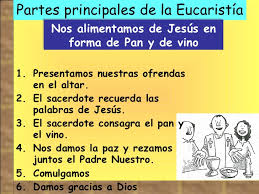 Partes principales de la Eucaristía
Nos alimentamos de Jesús en
forma de Pan y de vino
1. Presentamos nuestras ofrendas
en el altar.
2. El sacerdote recuerda las
palabras de Jesús.
3. El sacerdote consagra el pan y
el vino.
4. Nos damos la paz y rezamos
juntos el Padre Nuestro.
5. Comulgamos
6. Damos gracias a Dios